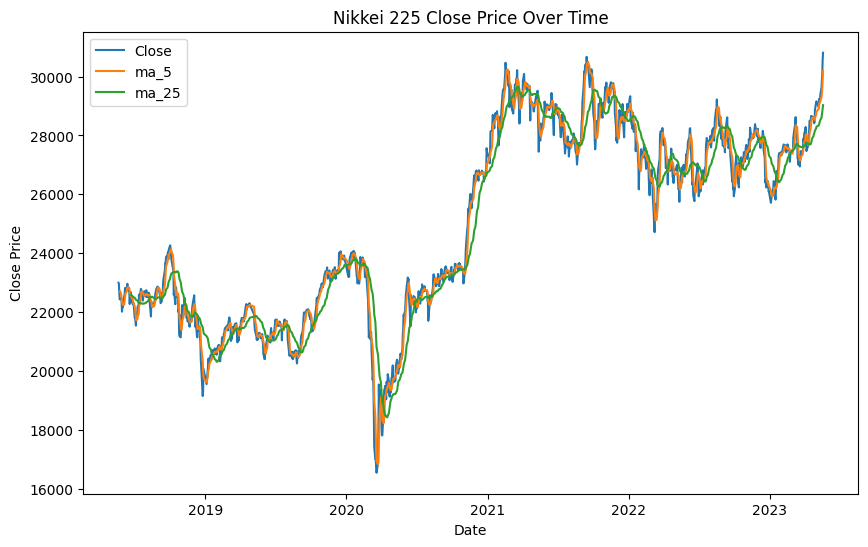 Nikkei 225 Close Price Over Time
Close
ma_5
ma_25
Close Price
30000
28000
26000
24000
22000
20000
18000
16000
2019
2020
2021
2022
2023
Date